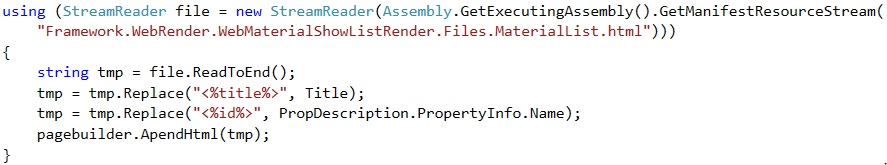 using (StreamReader file = new StreamReader(Assembly.GetExecutingAssembly().GetManifestResourceStream(
    "Framework.WebRender.WebMaterialShowListRender.Files.MaterialList.html")))
{
    string tmp = file.ReadToEnd();
    tmp = tmp.Replace("<%title%>", Title);
    tmp = tmp.Replace("<%id%>", PropDescription.PropertyInfo.Name);
    pagebuilder.ApendHtml(tmp);
}
.